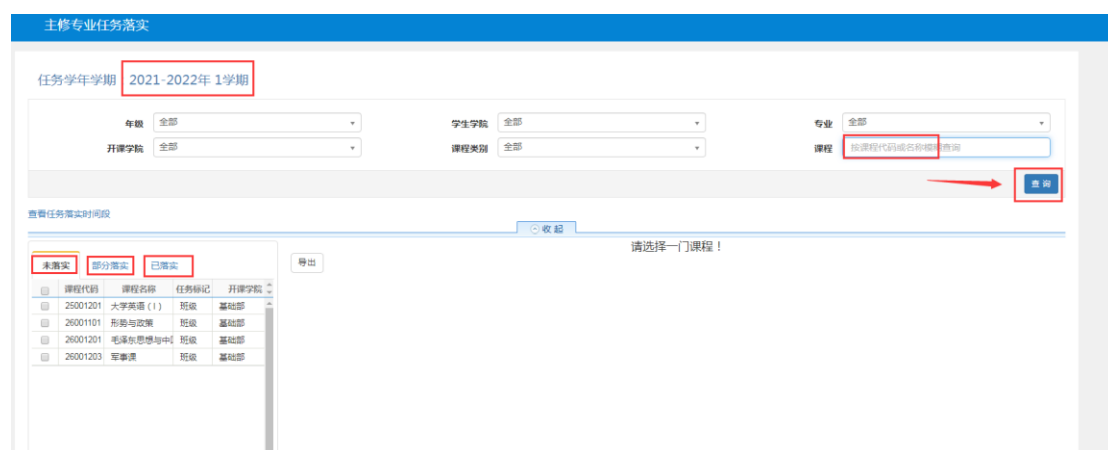 主修专业任务落实
任务学年学期 2021-2022年 1学期
年级 全部 学生学院 全部 专业 全部
开课学院 全部 课程类别 全部 课程 按课程代码或名称模糊查询
查询
查看任务落实时间段
收起
请选择一门课程！
未落实 部分落实 已落实 导出
课程代码 课程名称 任务标记 开课学院
25001201 大学英语 (Ⅰ) 班级 基础部
26001101 形势与政策 班级 基础部
26001201 毛泽东思想与中 班级 基础部
26001203 军事课 班级 基础部